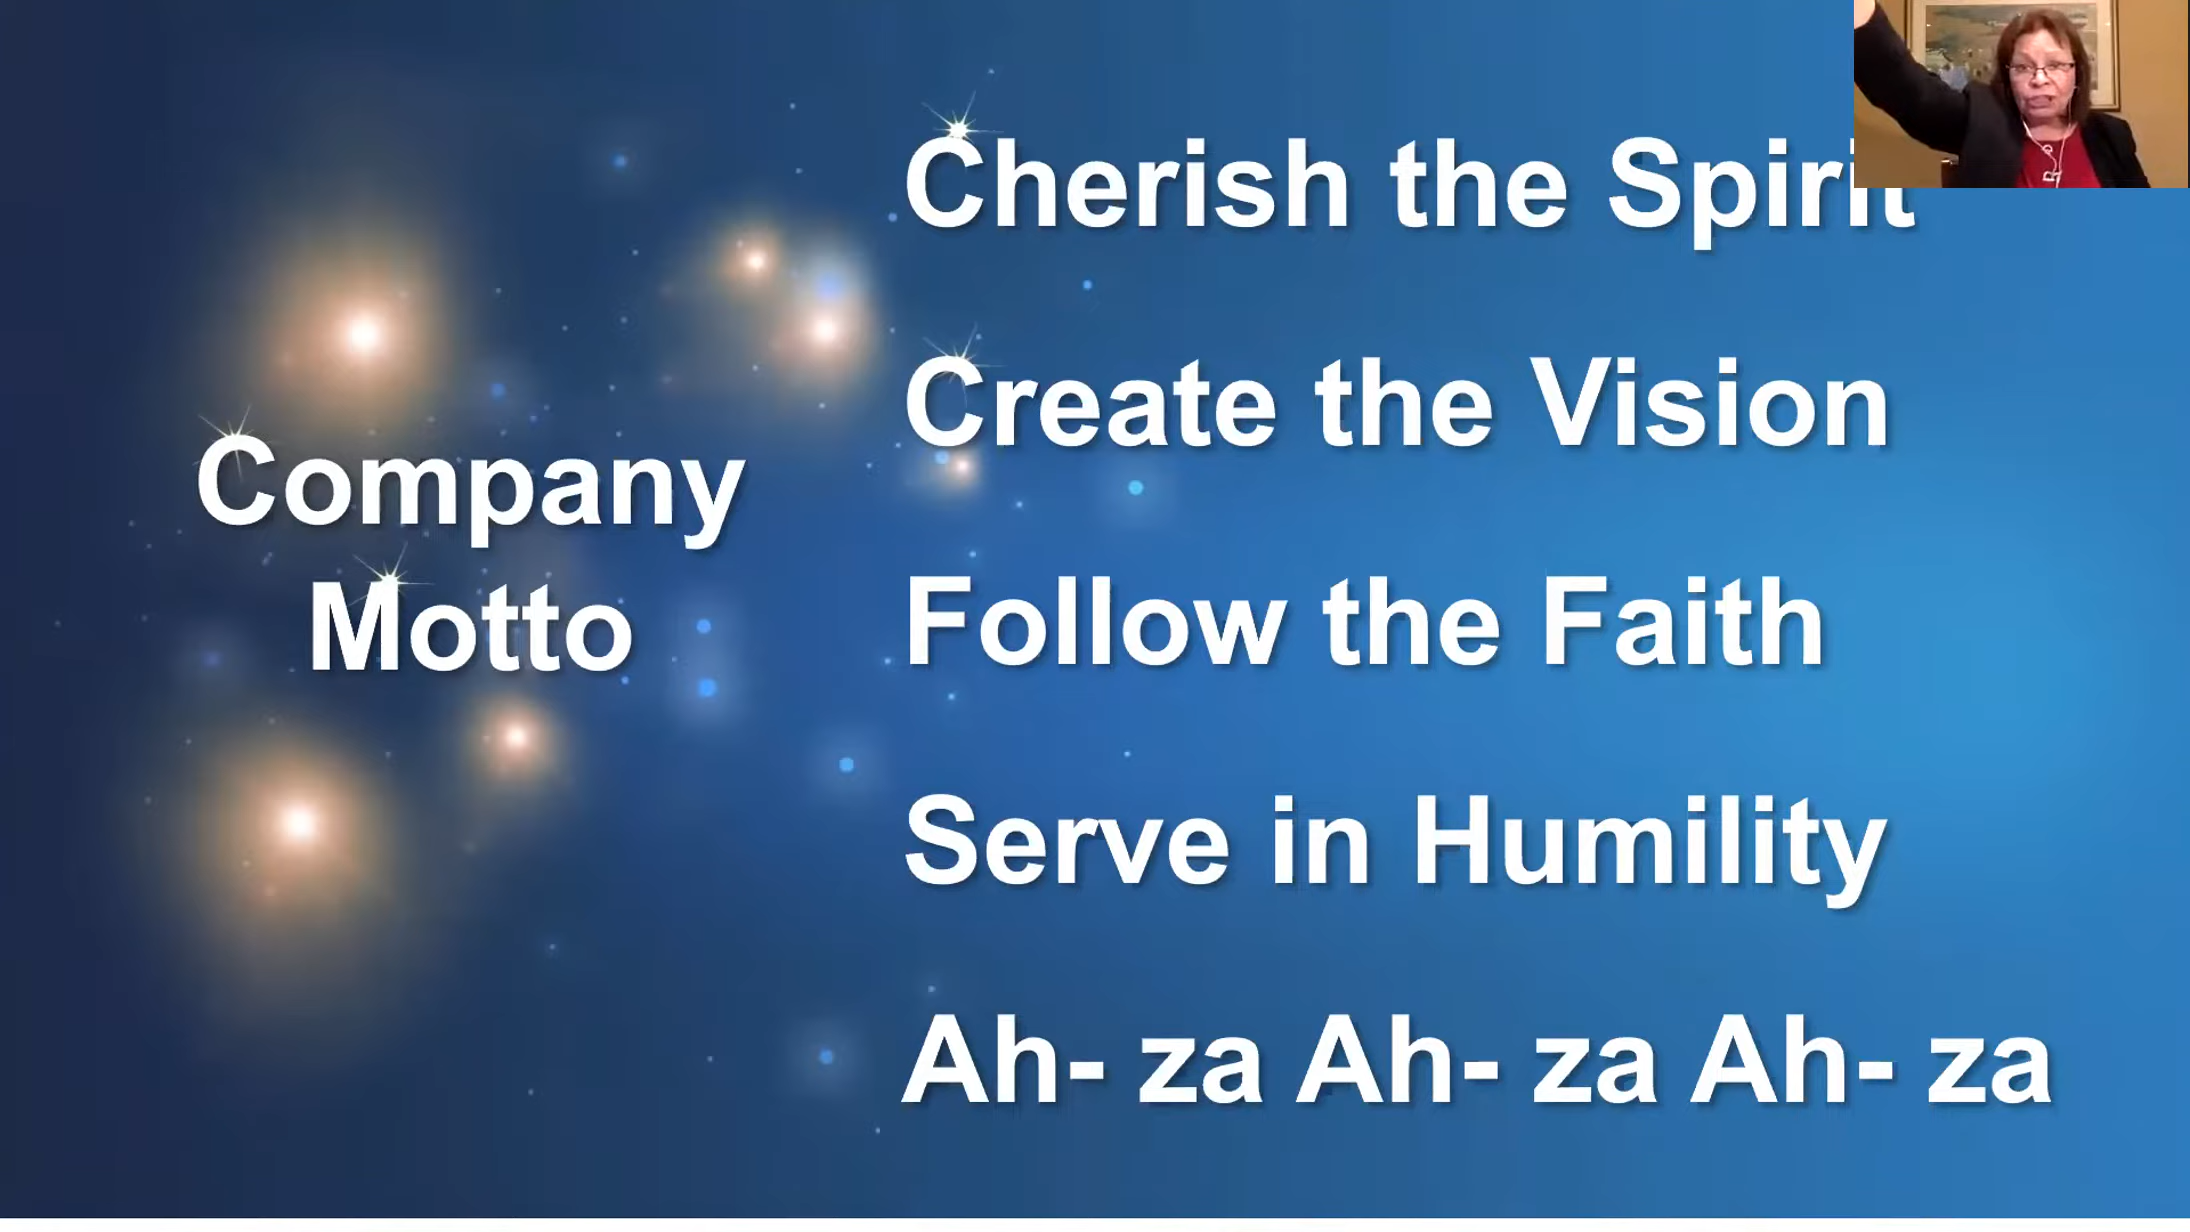 Company
Motto
Cherish the Spirit
Create the Vision
Follow the Faith
Serve in Humility
Ah- za Ah- za Ah- za